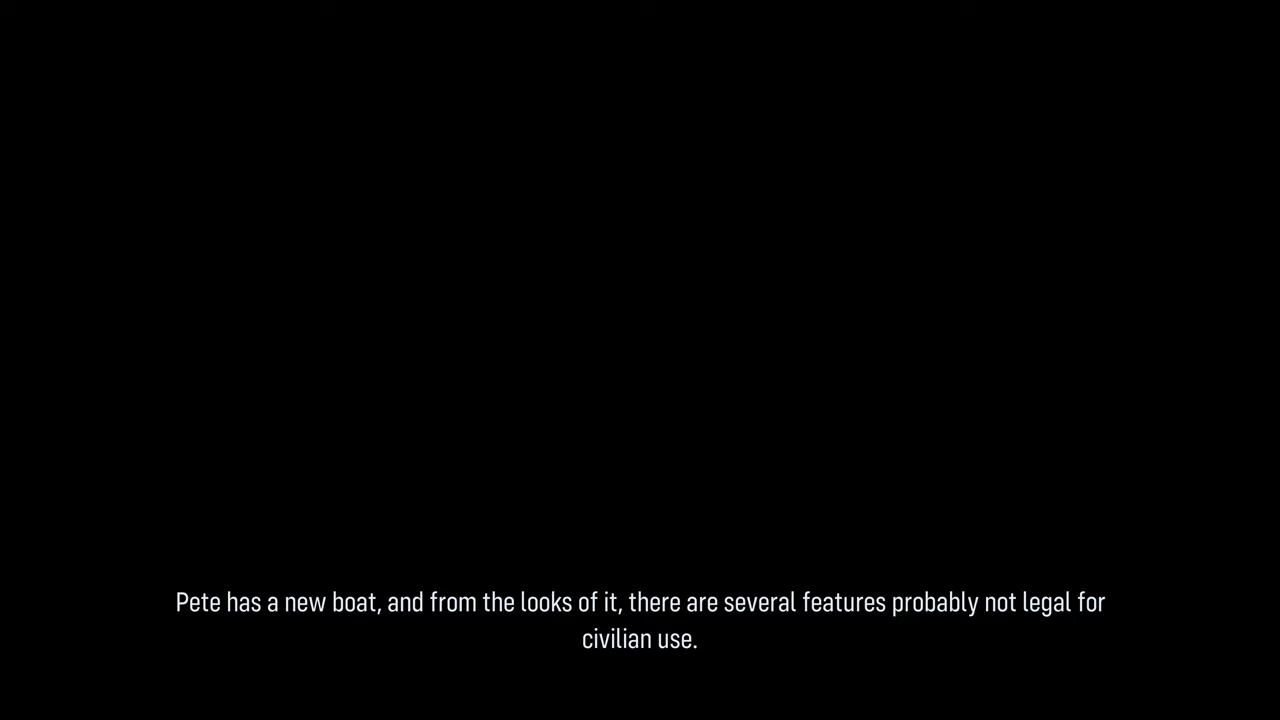 Pete has a new boat, and from the looks of it, there are several features probably not legal for
civilian use.